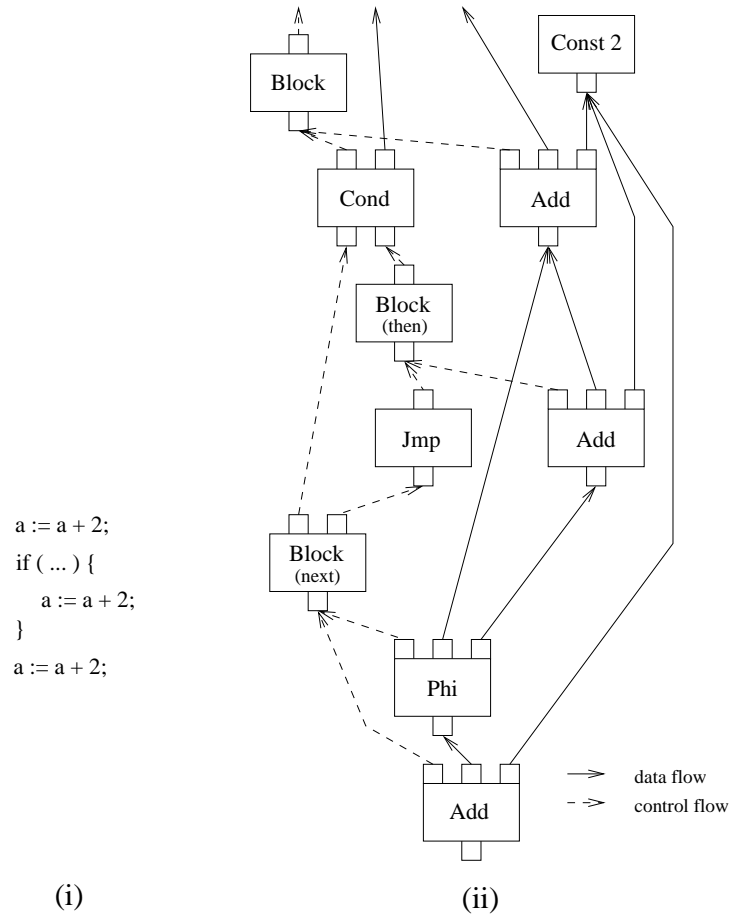 Const 2
Block
Cond
Add
Block
(then)
Jmp
Add
a := a + 2;
if ( ... ) {
a := a + 2;
}
a := a + 2;
Block
(next)
Phi
Add
data flow
control flow
(i)
(ii)